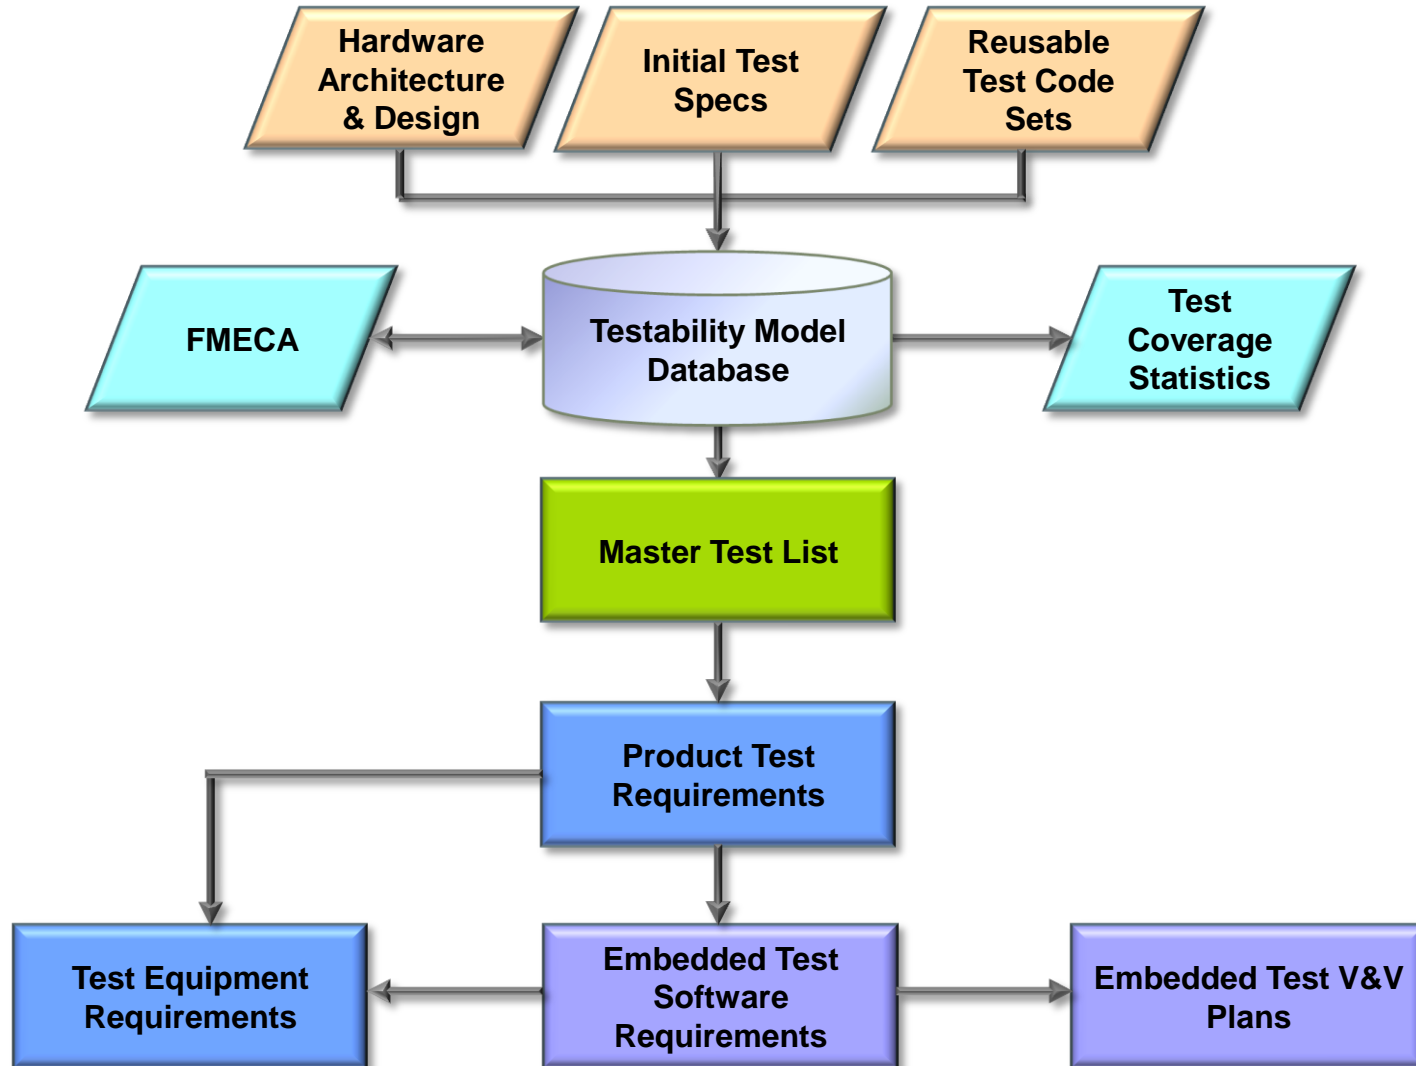 Hardware
Architecture
& Design
Initial Test
Specs
Reusable
Test Code
Sets
FMECA
Testability Model
Database
Test
Coverage
Statistics
Master Test List
Product Test
Requirements
Test Equipment
Requirements
Embedded Test
Software
Requirements
Embedded Test V&V
Plans